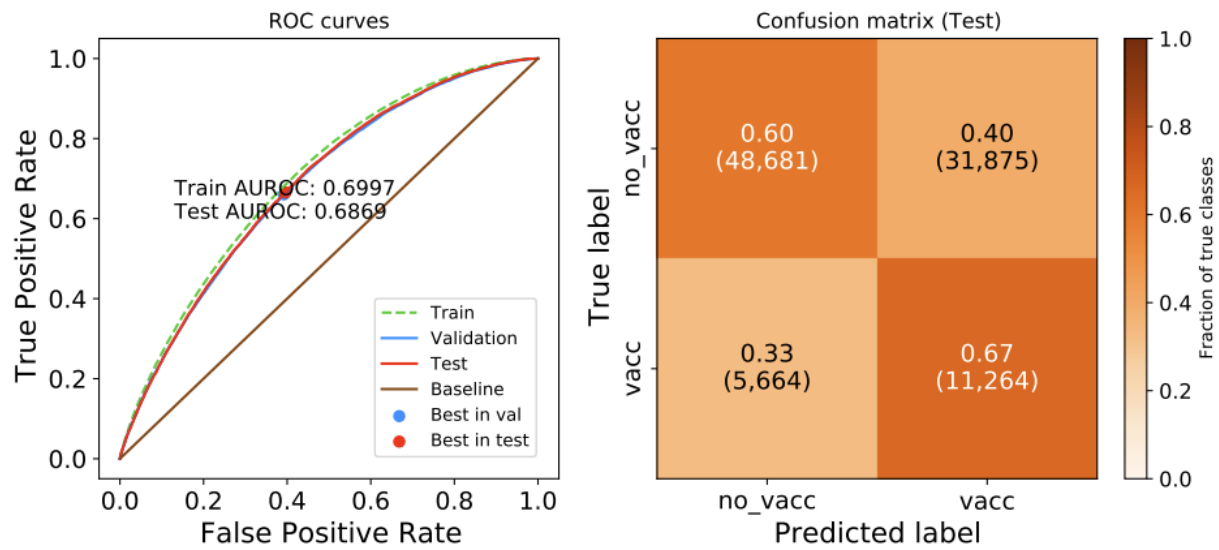 ROC curves
True Positive Rate
1.0
0.8
0.6
0.4
0.2
0.0
Train AUROC: 0.6997
Test AUROC: 0.6869
Train
Validation
Test
Baseline
Best in val
Best in test
0.0 0.2 0.4 0.6 0.8 1.0
False Positive Rate
Confusion matrix (Test)
True label
no_vacc
vacc
0.60
(48,681)
0.40
(31,875)
0.33
(5,664)
0.67
(11,264)
no_vacc vacc
Predicted label
1.0
0.8
0.6
0.4
0.2
0.0
Fraction of true classes